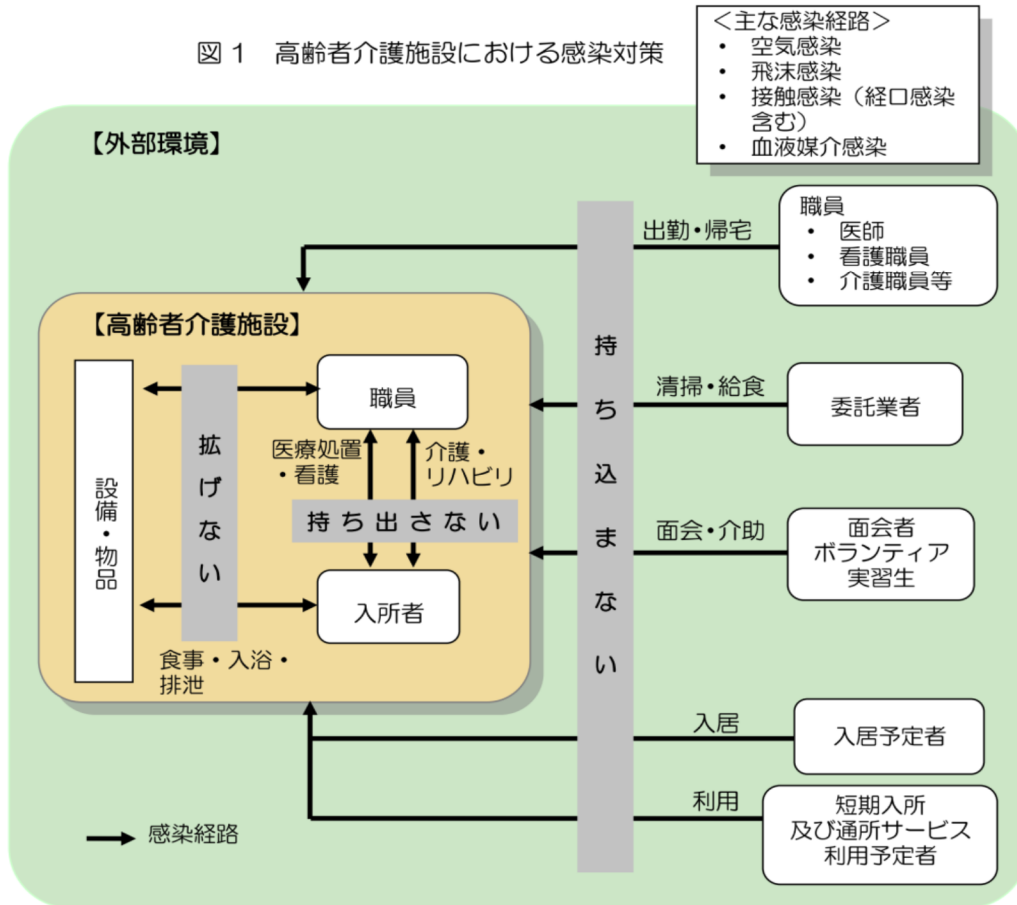 図1 高齢者介護施設における感染対策
＜主な感染経路＞
・ 空気感染
・ 飛沫感染
・ 接触感染（経口感染
含む）
・ 血液媒介感染
【外部環境】
職員
・ 医師
・ 看護職員
・ 介護職員等
出勤・帰宅
持ち込まない
【高齢者介護施設】
設備・物品
拡げない
職員
医療処置
・看護
介護・
リハビリ
持ち出さない
入所者
食事・入浴・
排泄
清掃・給食
委託業者
面会・介助
面会者
ボランティア
実習生
入居
入居予定者
利用
短期入所
及び通所サービス
利用予定者
感染経路